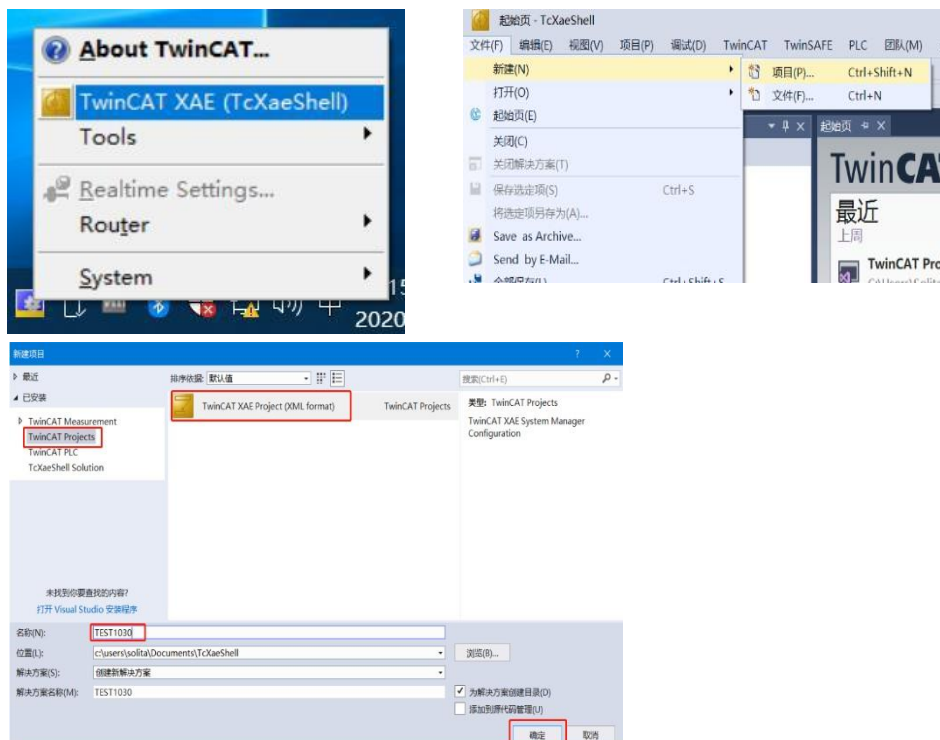 About TwinCAT...
TwinCAT XAE (TcXaeShell)
Tools
Realtime Settings...
Router
System
中
2020
起始页 - TcXaeShell
文件(F) 编辑(E) 视图(V) 项目(P) 调试(D) TwinCAT TwinSAFE PLC 团队(M)
新建(N)
项目(P)... Ctrl+Shift+N
打开(O)
文件(F)... Ctrl+N
起始页(E)
起始页
关闭(C)
关闭解决方案(T)
保存选定项(S) Ctrl+S
将选定项另存为(A)...
Save as Archive...
Send by E-Mail...
TwinCA
最近
上周
TwinCAT Pro
新建项目
最近
排序依据: 默认值
搜索(Ctrl+E)
已安装
TwinCAT Measurement
TwinCAT Projects
TwinCAT PLC
TcXaeShell Solution
TwinCAT XAE Project (XML format) TwinCAT Projects
类型: TwinCAT Projects
TwinCAT XAE System Manager
Configuration
未找到你要查找的内容?
打开 Visual Studio 安装程序
名称(N): TEST1030
位置(L): c:\users\solita\Documents\TcXaeShell
浏览(B)...
解决方案(S): 创建新解决方案
解决方案名称(M): TEST1030
为解决方案创建目录(D)
添加到源代码管理(U)
确定 取消